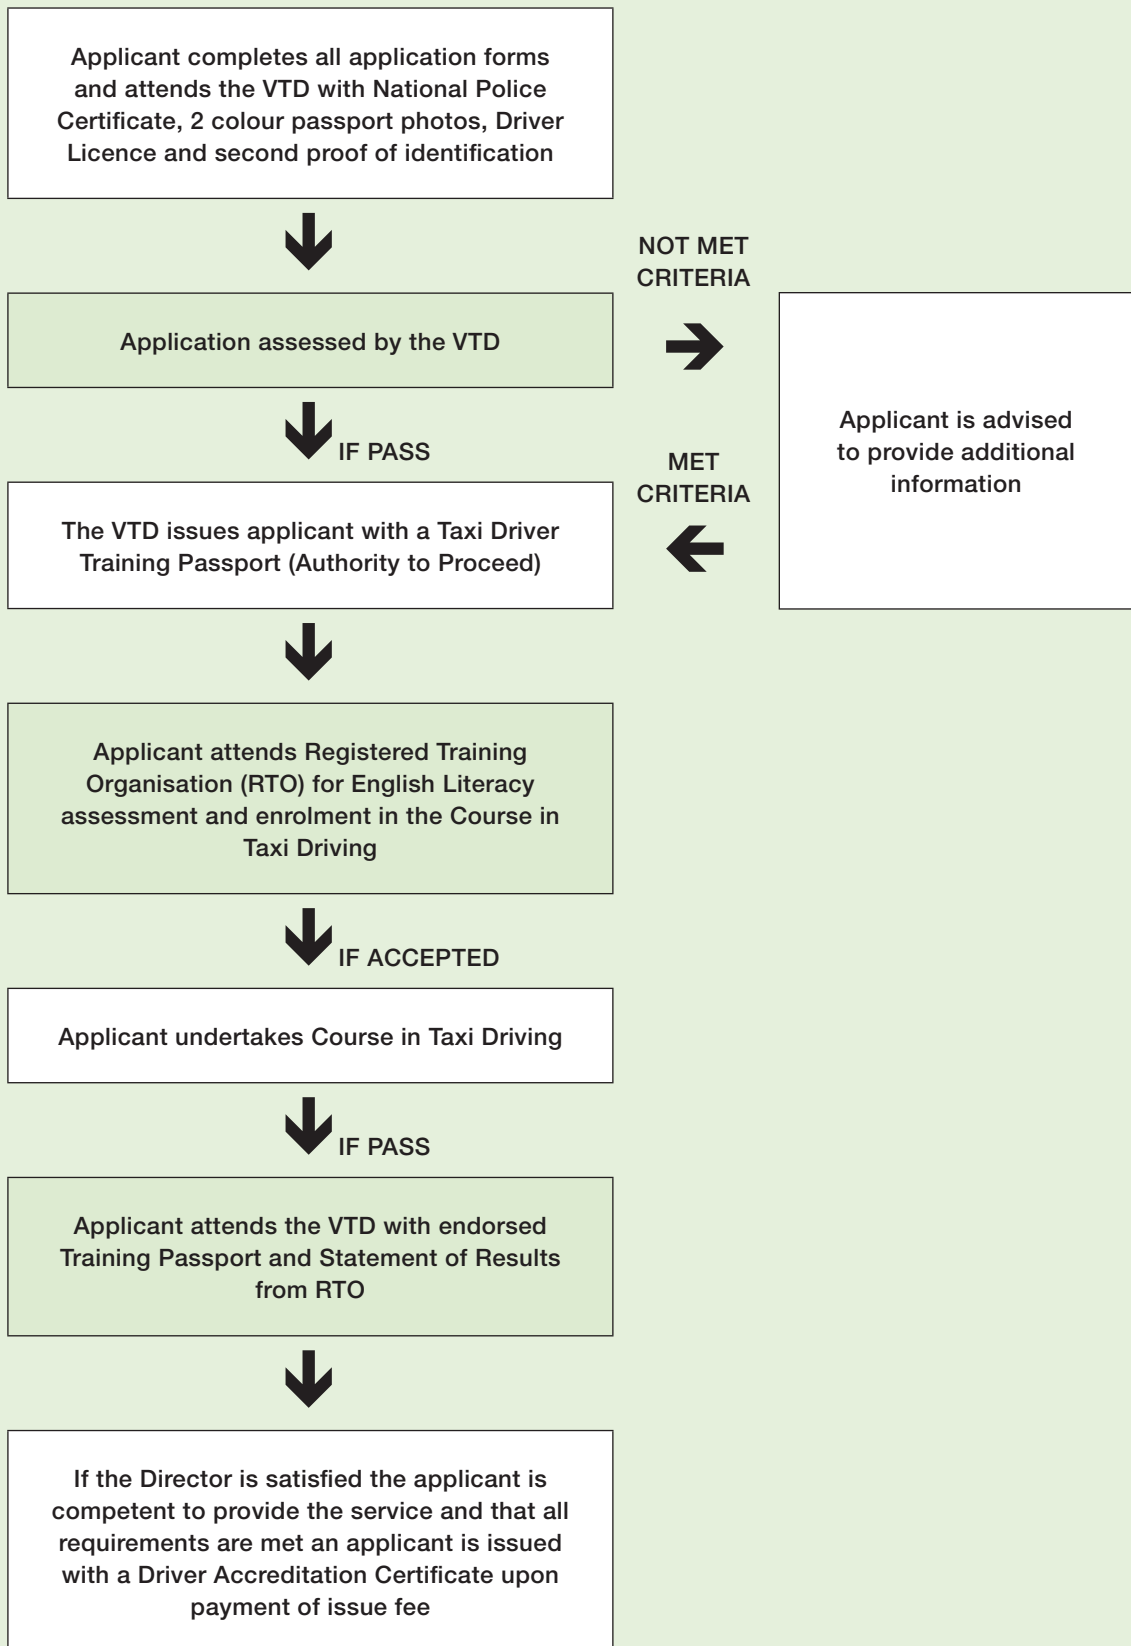 Applicant completes all application forms
and attends the VTD with National Police
Certificate, 2 colour passport photos, Driver
Licence and second proof of identification
NOT MET
CRITERIA
Application assessed by the VTD
IF PASS
Applicant is advised
to provide additional
information
MET
CRITERIA
The VTD issues applicant with a Taxi Driver
Training Passport (Authority to Proceed)
Applicant attends Registered Training
Organisation (RTO) for English Literacy
assessment and enrolment in the Course in
Taxi Driving
IF ACCEPTED
Applicant undertakes Course in Taxi Driving
IF PASS
Applicant attends the VTD with endorsed
Training Passport and Statement of Results
from RTO
If the Director is satisfied the applicant is
competent to provide the service and that all
requirements are met an applicant is issued
with a Driver Accreditation Certificate upon
payment of issue fee